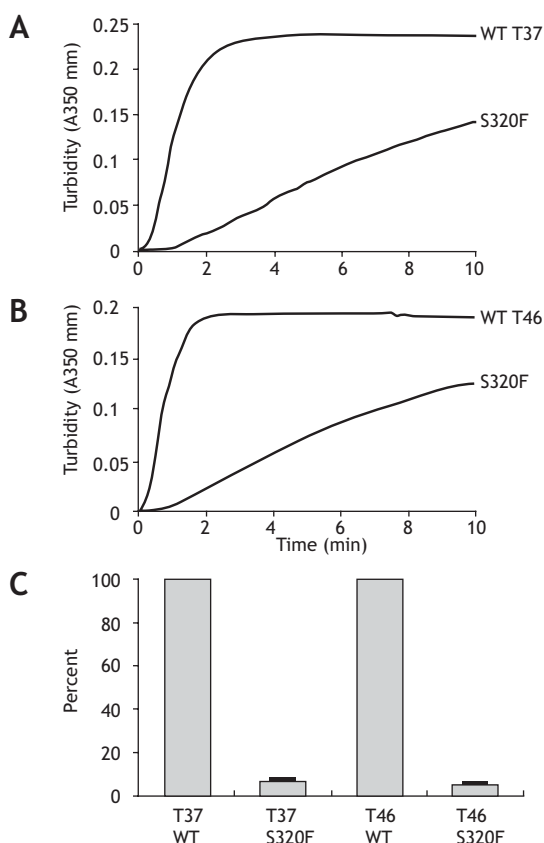 A
Turbidity (A350 mm)
0.25
0.2
0.15
0.1
0.05
0
0 2 4 6 8 10
WT T37
S320F
B
Turbidity (A350 mm)
0.2
0.15
0.1
0.05
0
0 2 4 6 8 10
Time (min)
WT T46
S320F
C
Percent
100
80
60
40
20
0
T37 T37 T46 T46
WT S320F WT S320F